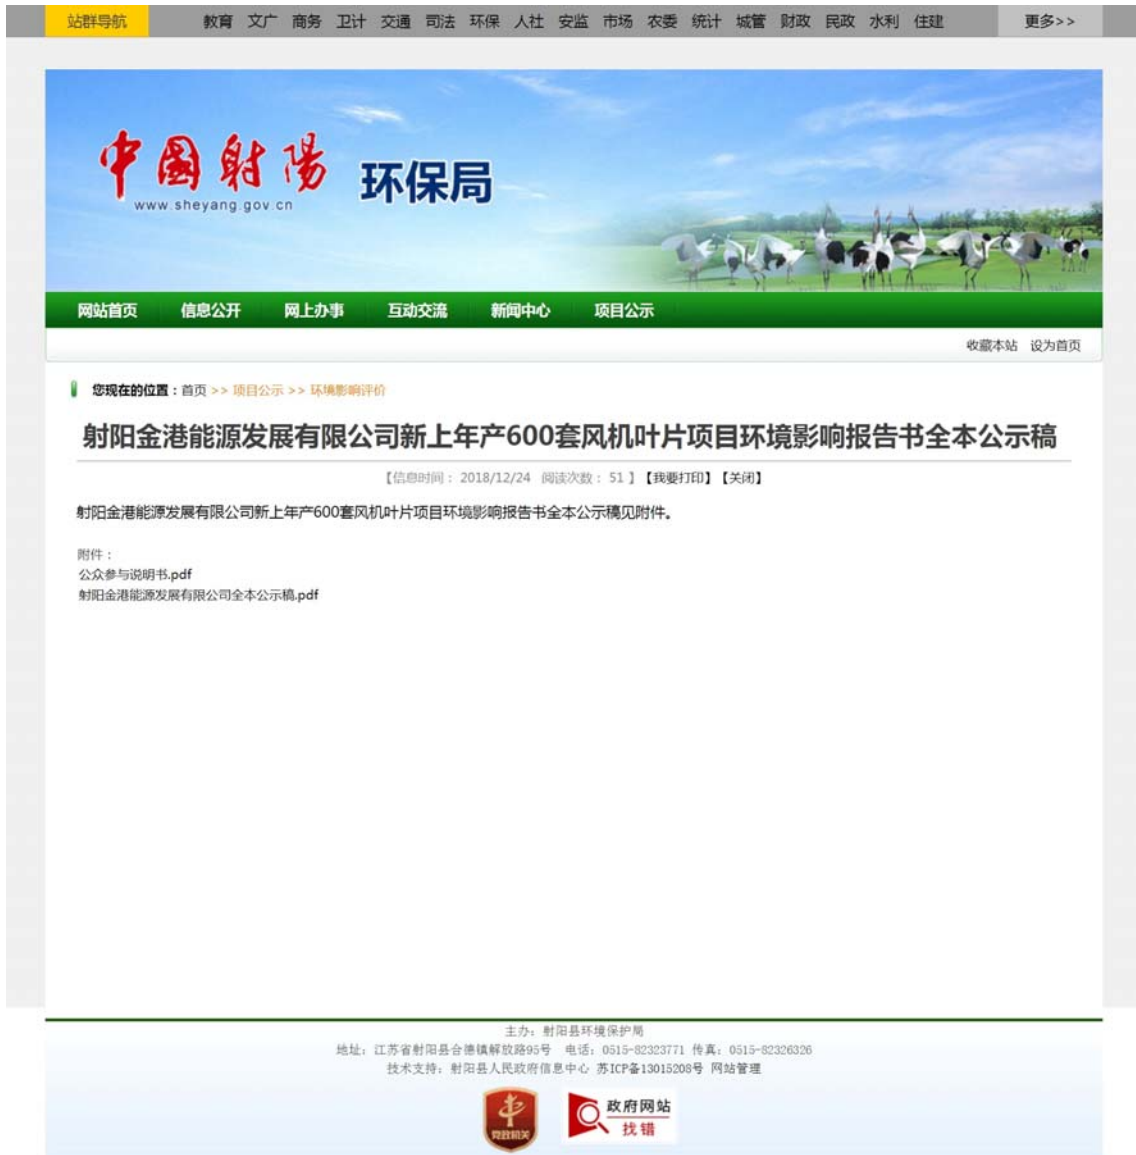 站群导航 教育 文广 商务 卫计 交通 司法 环保 人社 安监 市场 农委 统计 城管 财政 民政 水利 住建 更多>>
中国射陽 环保局
www.sheyang.gov.cn
网站首页 信息公开 网上办事 互动交流 新闻中心 项目公示
收藏本站 设为首页
您现在的位置：首页 >> 项目公示 >> 环境影响评价
射阳金港能源发展有限公司新上年产600套风机叶片项目环境影响报告书全本公示稿
【信息时间： 2018/12/24 阅读次数： 51 】【我要打印】【关闭】
射阳金港能源发展有限公司新上年产600套风机叶片项目环境影响报告书全本公示稿见附件。
附件：
公众参与说明书.pdf
射阳金港能源发展有限公司全本公示稿.pdf
主办：射阳县环境保护局
地址：江苏省射阳县合德镇解放路95号 电话：0515-82323771 传真：0515-82326326
技术支持：射阳县人民政府信息中心 苏ICP备13015208号 网站管理
党政机关
政府网站
找错